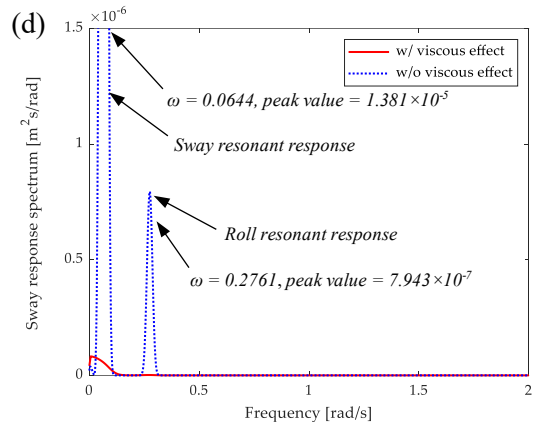 (d)
×10⁻⁶
1.5
1
0.5
0
Sway response spectrum [m²s/rad]
w/ viscous effect
w/o viscous effect
ω = 0.0644, peak value = 1.381×10⁻⁵
Sway resonant response
Roll resonant response
ω = 0.2761, peak value = 7.943×10⁻⁷
0 0.5 1 1.5 2
Frequency [rad/s]